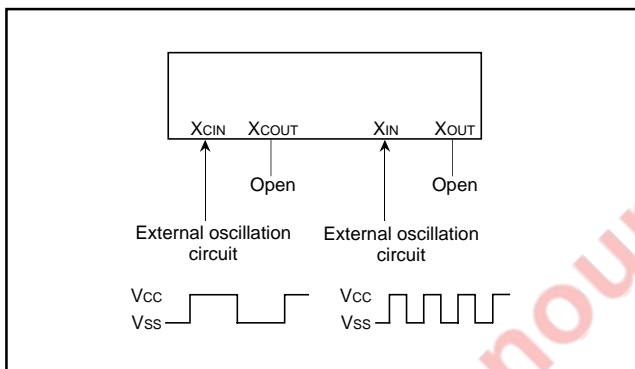 XCIN XCOUT XIN XOUT
Open Open
External oscillation circuit
External oscillation circuit
VCC
VSS
VCC
VSS